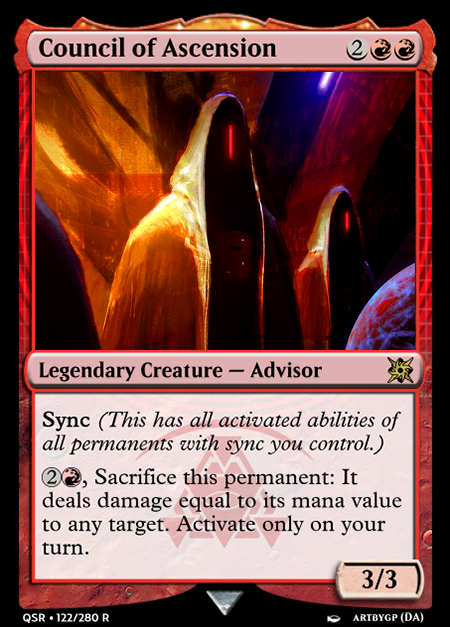 Council of Ascension 2
Legendary Creature — Advisor
Sync (This has all activated abilities of
all permanents with sync you control.)
2, Sacrifice this permanent: It
deals damage equal to its mana value
to any target. Activate only on your
turn.
3/3
QSR • 122/280 R
ARTBYGP (DA)